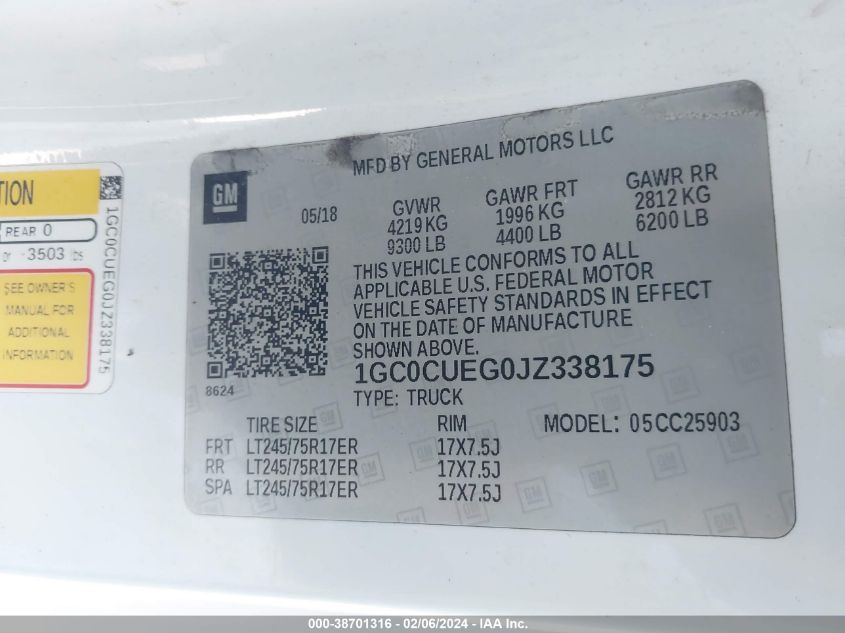 TION
REAR 0
3503
SEE OWNER'S
MANUAL FOR
ADDITIONAL
INFORMATION
1GC0CUEG0JZ338175
MFD BY GENERAL MOTORS LLC
GM
05/18
GVWR
4219 KG
9300 LB
GAWR FRT
1996 KG
4400 LB
GAWR RR
2812 KG
6200 LB
THIS VEHICLE CONFORMS TO ALL
APPLICABLE U.S. FEDERAL MOTOR
VEHICLE SAFETY STANDARDS IN EFFECT
ON THE DATE OF MANUFACTURE
SHOWN ABOVE.
8624
1GC0CUEG0JZ338175
TYPE: TRUCK
TIRE SIZE RIM MODEL: 05CC25903
FRT LT245/75R17ER 17X7.5J
RR LT245/75R17ER 17X7.5J
SPA LT245/75R17ER 17X7.5J
000-38701316 - 02/06/2024 - IAA Inc.